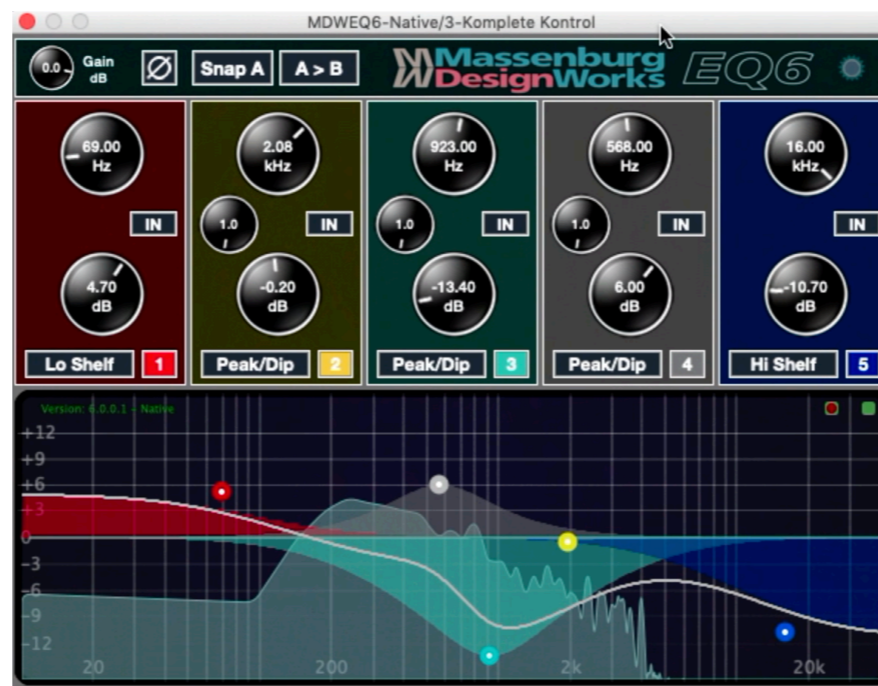 MDWEQ6-Native/3-Komplete Kontrol
0.0 Gain dB Ø Snap A A > B Massenburg DesignWorks EQ6
69.00 Hz 2.08 kHz 923.00 Hz 568.00 Hz 16.00 kHz
IN 1.0 IN 1.0 IN 1.0 IN IN
4.70 dB -0.20 dB -13.40 dB 6.00 dB -10.70 dB
Lo Shelf 1 Peak/Dip 2 Peak/Dip 3 Peak/Dip 4 Hi Shelf 5
Version: 6.0.0.1 - Native
+12
+9
+6
+3
0
-3
-6
-9
-12
20 200 2k 20k